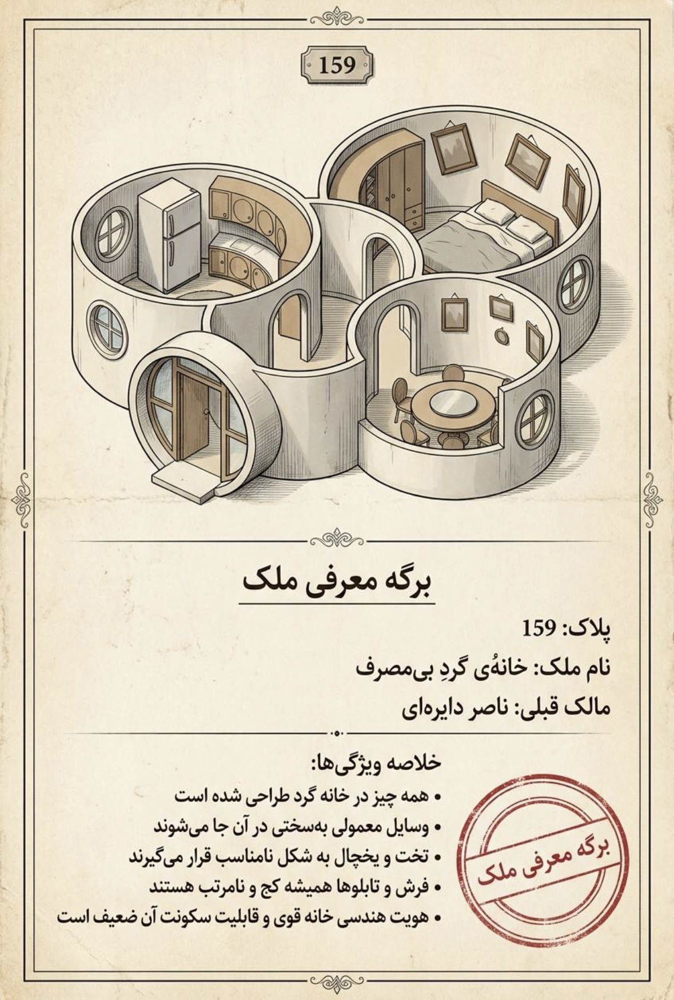 159
برگه معرفی ملک
پلاک: 159
نام ملک: خانهُ‌ی گردِ بی‌مصرف
مالک قبلی: ناصر دایره‌ای
خلاصه ویژگی‌ها:
• همه چیز در خانه گرد طراحی شده است
• وسایل معمولی به‌سختی در آن جا می‌شوند
• تخت و یخچال به شکل نامناسب قرار می‌گیرند
• فرش و تابلوها همیشه کج و نامرتب هستند
• هویت هندسی خانه قوی و قابلیت سکونت آن ضعیف است
برگه معرفی ملک